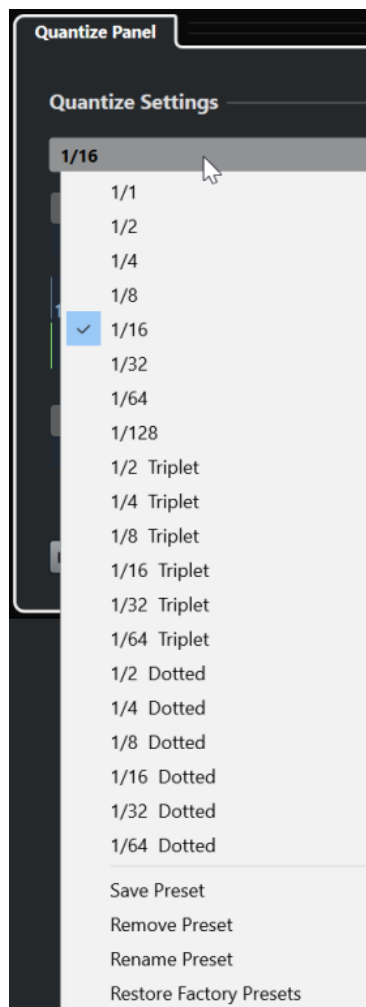 Quantize Panel
Quantize Settings
1/16
1/1
1/2
1/4
1/8
1/16
1/32
1/64
1/128
1/2 Triplet
1/4 Triplet
1/8 Triplet
1/16 Triplet
1/32 Triplet
1/64 Triplet
1/2 Dotted
1/4 Dotted
1/8 Dotted
1/16 Dotted
1/32 Dotted
1/64 Dotted
Save Preset
Remove Preset
Rename Preset
Restore Factory Presets